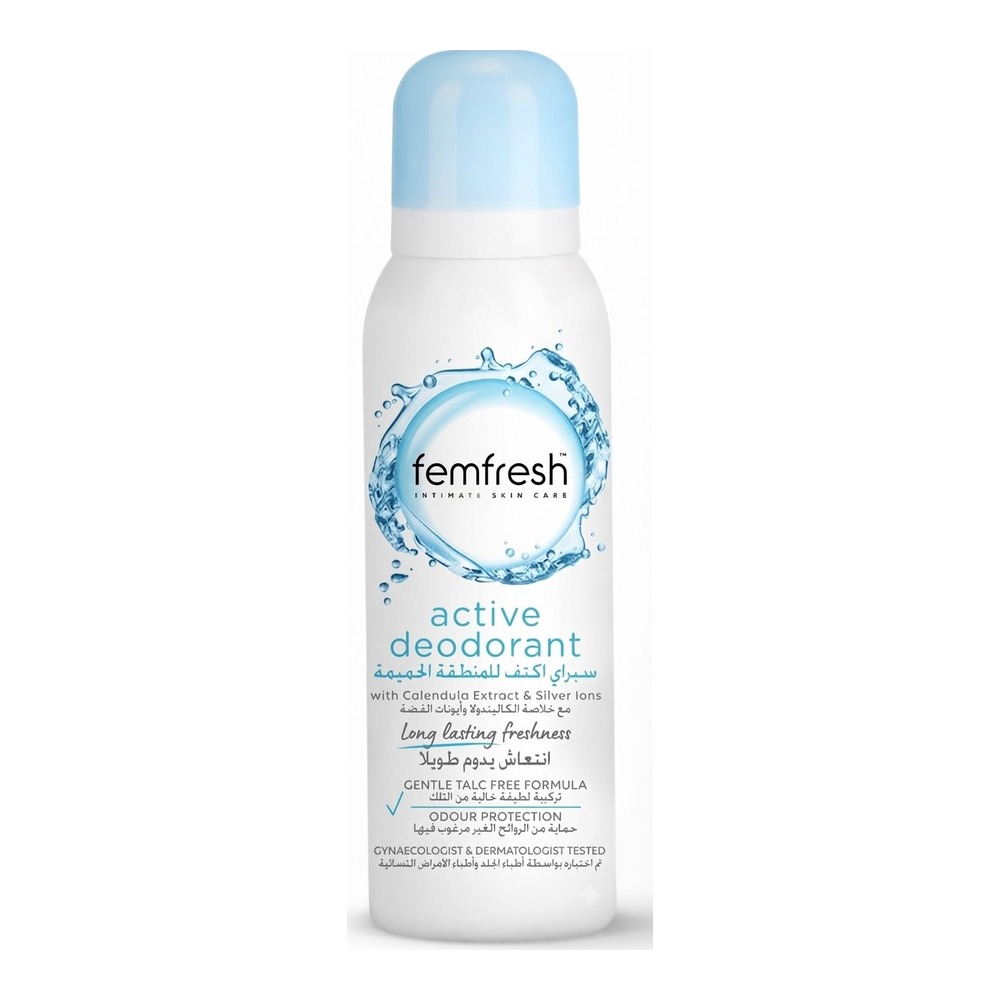 femfresh™
INTIMATE SKIN CARE
active
deodorant
سبراي اكتف للمنطقة الحميمة
with Calendula Extract & Silver Ions
مع خلاصة الكاليندولا وأيونات الفضة
Long lasting freshness
انتعاش يدوم طويلا
GENTLE TALC FREE FORMULA
تركيبة لطيفة خالية من التلك
ODOUR PROTECTION
حماية من الروائح الغير مرغوب فيها
GYNAECOLOGIST & DERMATOLOGIST TESTED
تم اختباره بواسطة أطباء الجلد وأطباء الأمراض النسائية